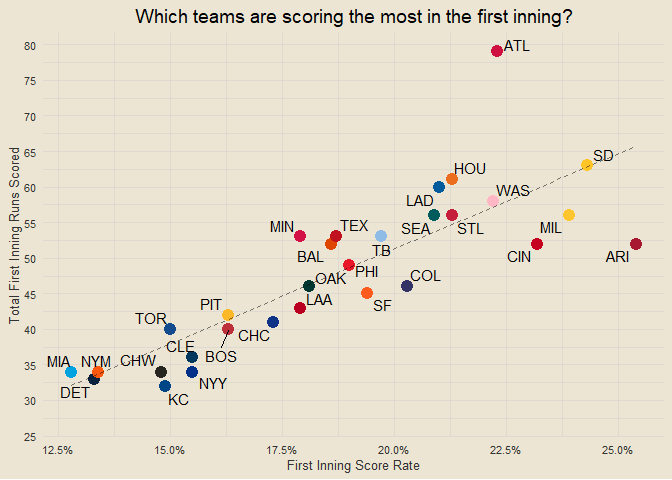 Which teams are scoring the most in the first inning?
Total First Inning Runs Scored
80
75
70
65
60
55
50
45
40
35
30
25
ATL
SD
HOU
WAS
LAD
SEA
STL
MIL
CIN
ARI
MIN
TEX
BAL
TB
PHI
OAK
COL
LAA
SF
PIT
TOR
CHC
CLE
BOS
MIA
NYM
CHW
DET
KC
NYY
12.5%
15.0%
17.5%
20.0%
22.5%
25.0%
First Inning Score Rate